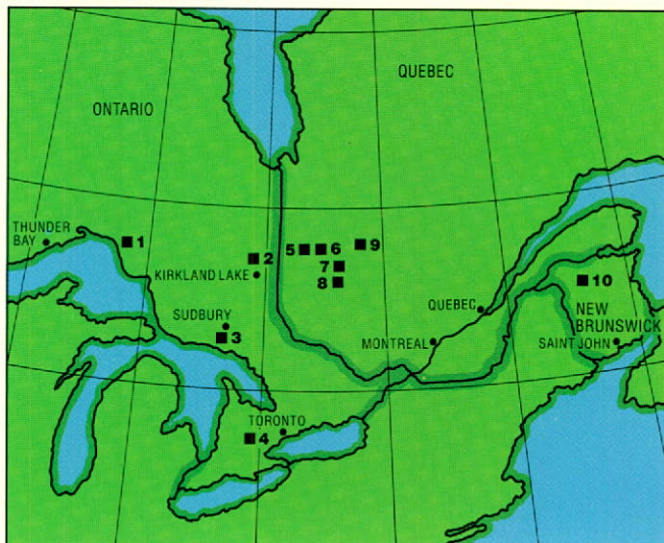 QUEBEC
ONTARIO
THUNDER
BAY
1
2
KIRKLAND LAKE
5
6
9
7
8
SUDBURY
3
QUEBEC
MONTREAL
10
NEW
BRUNSWICK
SAINT JOHN
TORONTO
4